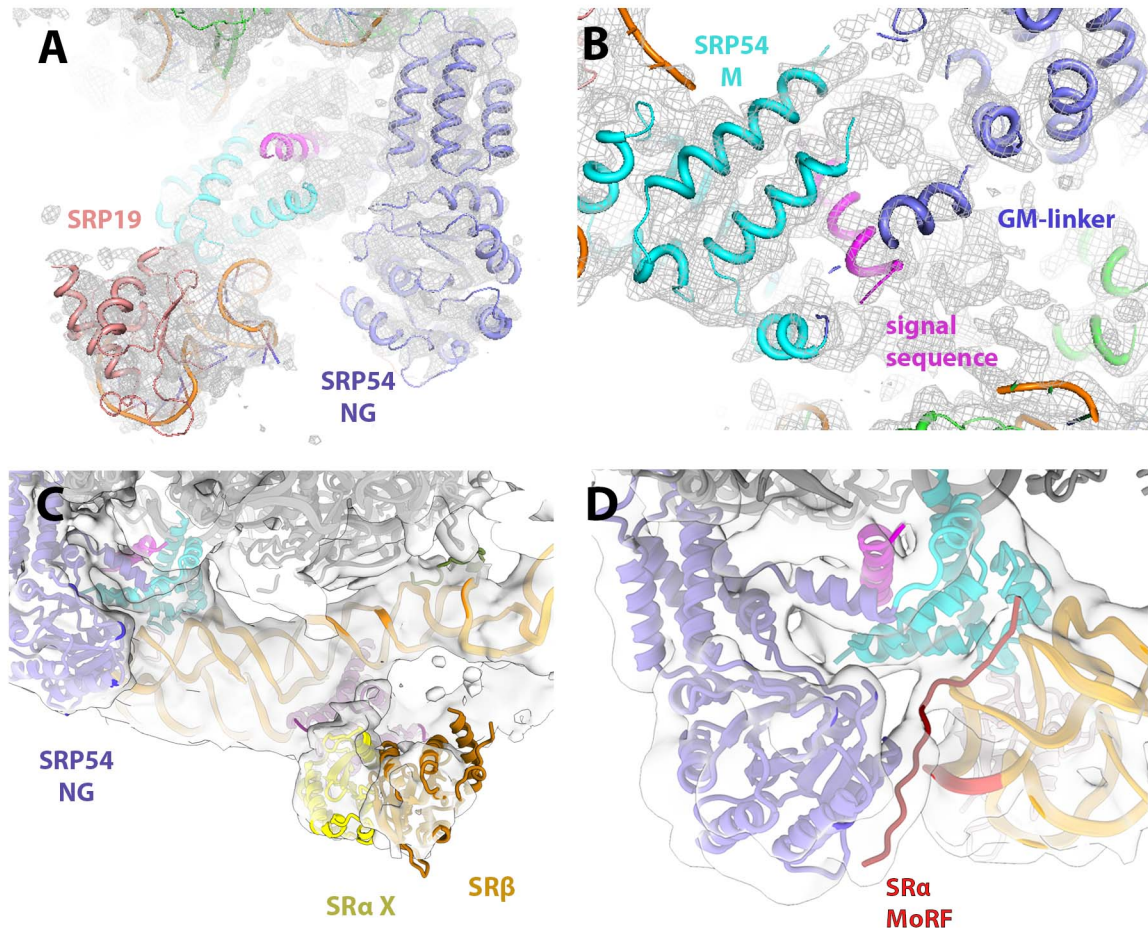 A
SRP19
SRP54
NG
B
SRP54
M
GM-linker
signal
sequence
C
SRP54
NG
SRα X
SRβ
D
SRα
MoRF